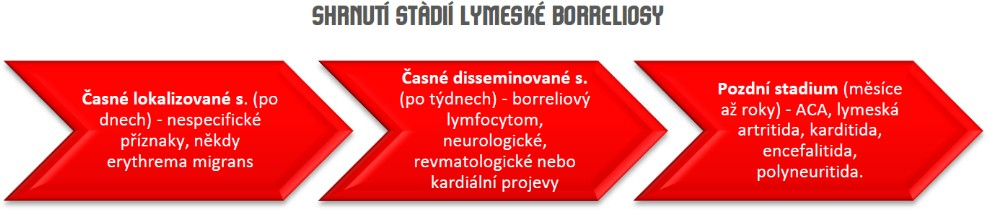 SHRNUTÍ STÀDIÍ LYMESKÉ BORRELIOSY
Časné lokalizované s. (po
dnech) - nespecifické
příznaky, někdy
erythrema migrans
Časné disseminované s.
(po týdnech) - borreliový
lymfocytom,
neurologické,
revmatologické nebo
kardiální projevy
Pozdní stadium (měsíce
až roky) - ACA, lymeská
artritida, karditida,
encefalitida,
polyneuritida.